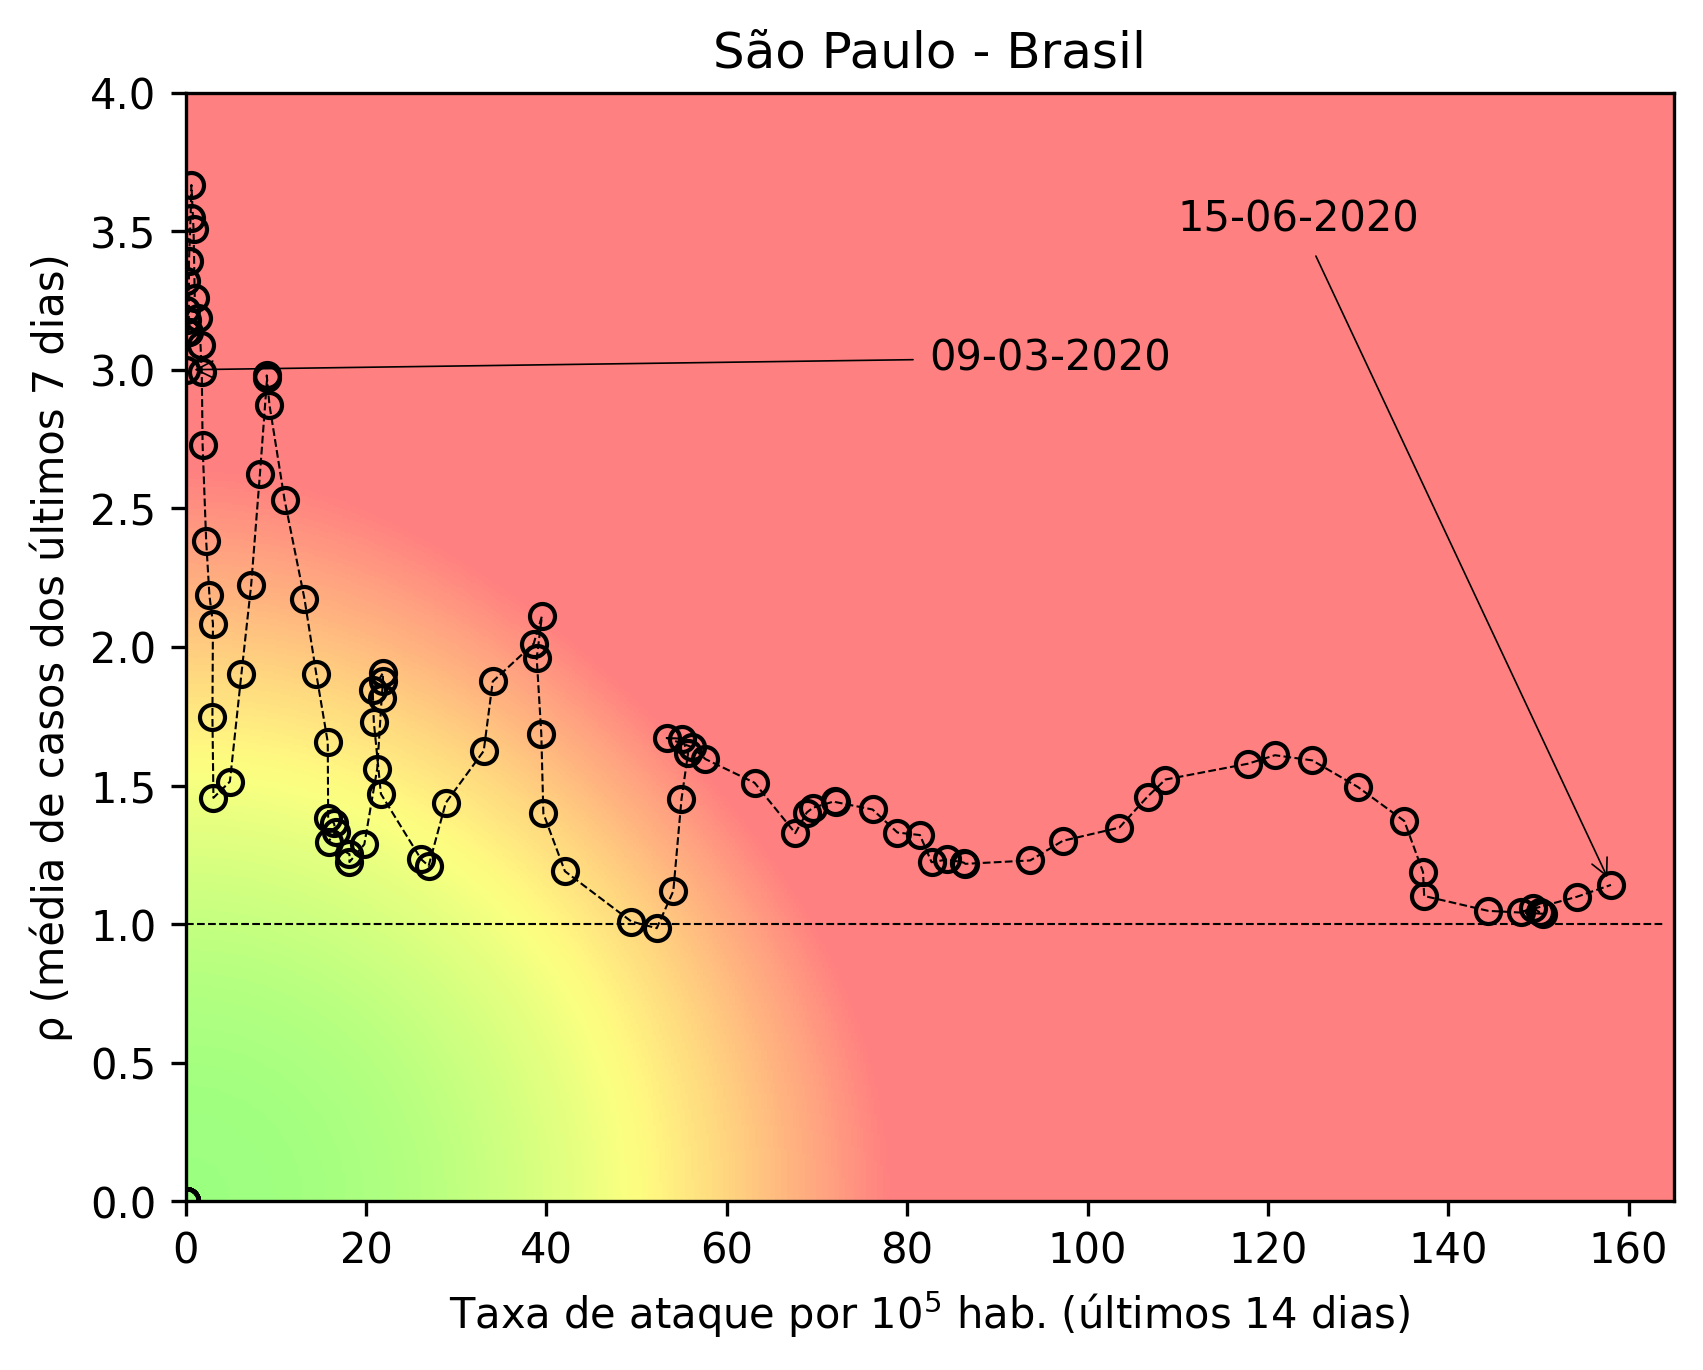 São Paulo - Brasil
4.0
3.5
3.0
2.5
2.0
1.5
1.0
0.5
0.0
ρ (média de casos dos últimos 7 dias)
15-06-2020
09-03-2020
0 20 40 60 80 100 120 140 160
Taxa de ataque por 10⁵ hab. (últimos 14 dias)